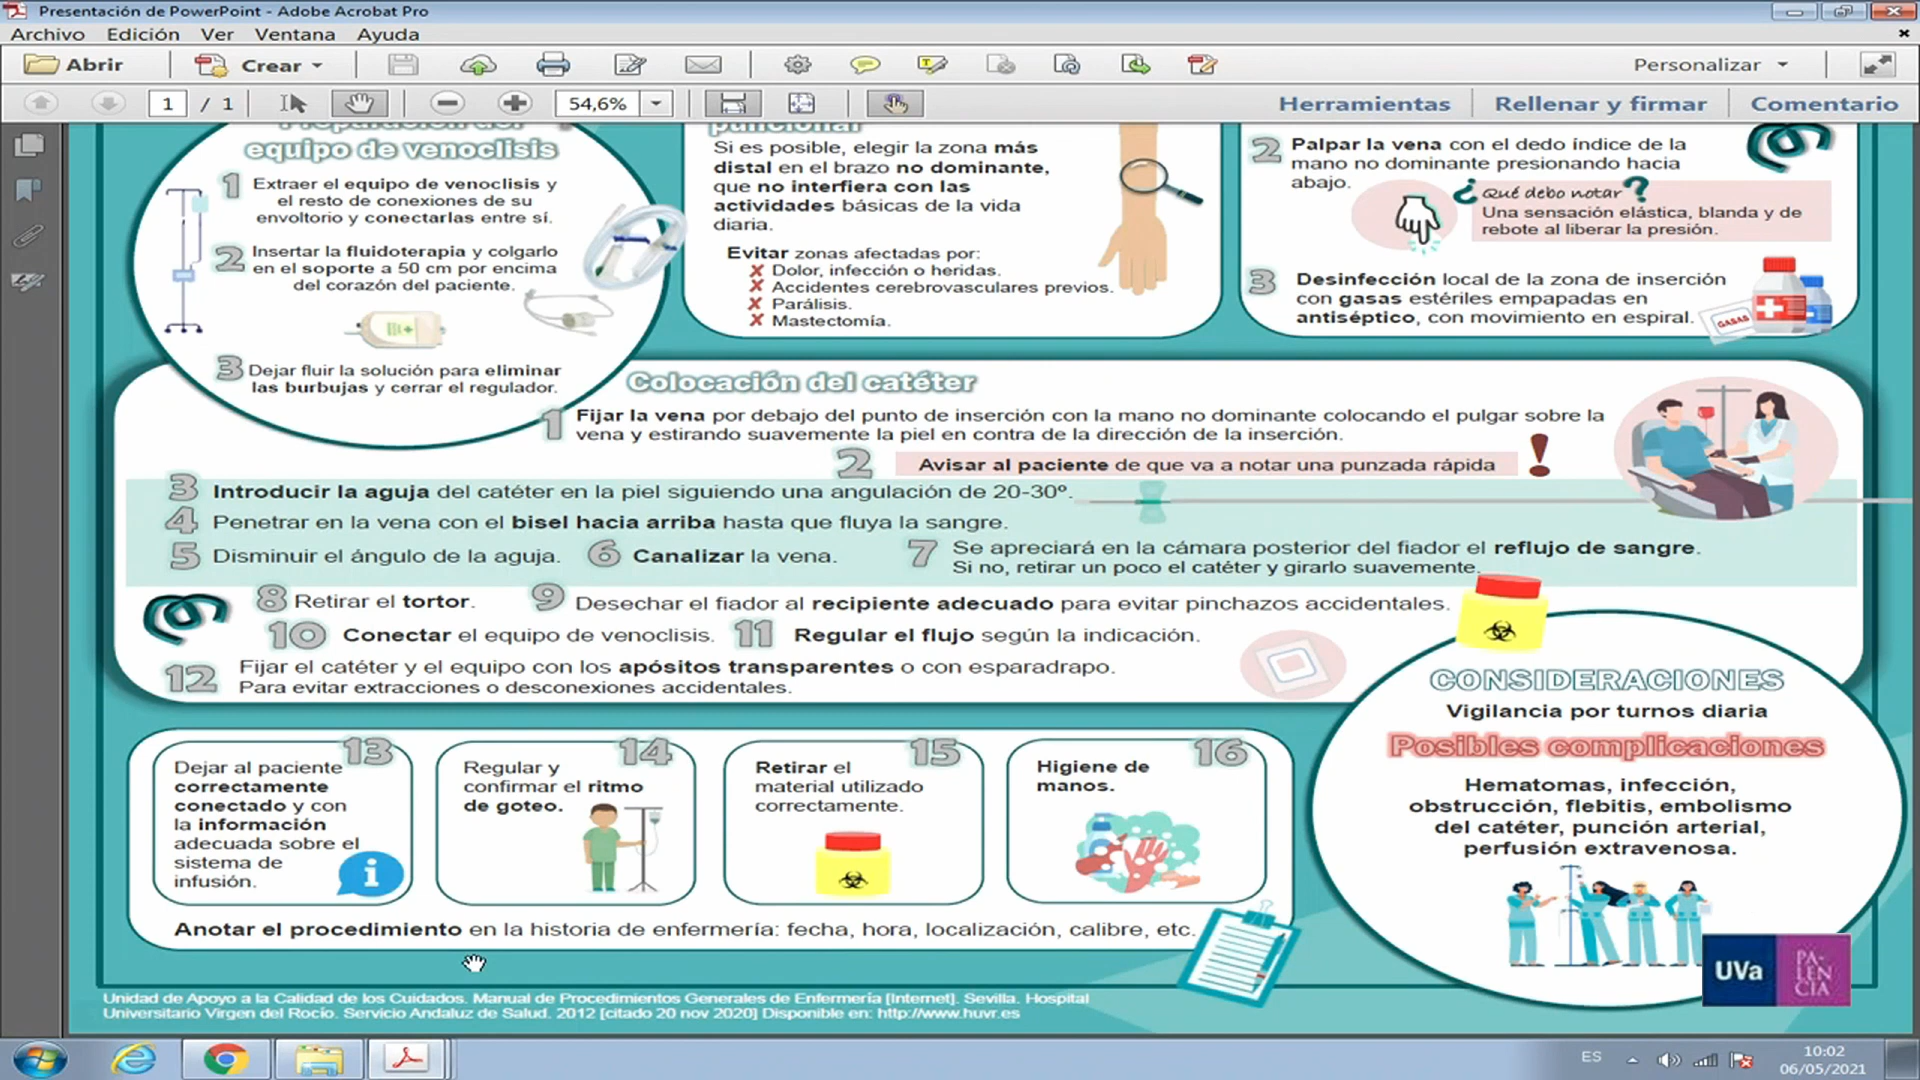 Presentación de PowerPoint - Adobe Acrobat Pro
Archivo Edición Ver Ventana Ayuda
Abrir Crear Personalizar
1 / 1 54,6% Herramientas Rellenar y firmar Comentario
Preparación del
equipo de venoclisis
1 Extraer el equipo de venoclisis y
el resto de conexiones de su
envoltorio y conectarlas entre sí.
2 Insertar la fluidoterapia y colgarlo
en el soporte a 50 cm por encima
del corazón del paciente.
3 Dejar fluir la solución para eliminar
las burbujas y cerrar el regulador.
puncional
Si es posible, elegir la zona más
distal en el brazo no dominante,
que no interfiera con las
actividades básicas de la vida
diaria.
Evitar zonas afectadas por:
✘ Dolor, infección o heridas.
✘ Accidentes cerebrovasculares previos.
✘ Parálisis.
✘ Mastectomía.
2 Palpar la vena con el dedo índice de la
mano no dominante presionando hacia
abajo.
¿Qué debo notar?
Una sensación elástica, blanda y de
rebote al liberar la presión.
3 Desinfección local de la zona de inserción
con gasas estériles empapadas en
antiséptico, con movimiento en espiral.
GASAS
Colocación del catéter
1 Fijar la vena por debajo del punto de inserción con la mano no dominante colocando el pulgar sobre la
vena y estirando suavemente la piel en contra de la dirección de la inserción.
2 Avisar al paciente de que va a notar una punzada rápida !
3 Introducir la aguja del catéter en la piel siguiendo una angulación de 20-30º.
4 Penetrar en la vena con el bisel hacia arriba hasta que fluya la sangre.
5 Disminuir el ángulo de la aguja. 6 Canalizar la vena. 7 Se apreciará en la cámara posterior del fiador el reflujo de sangre.
Si no, retirar un poco el catéter y girarlo suavemente.
8 Retirar el tortor. 9 Desechar el fiador al recipiente adecuado para evitar pinchazos accidentales.
10 Conectar el equipo de venoclisis. 11 Regular el flujo según la indicación.
12 Fijar el catéter y el equipo con los apósitos transparentes o con esparadrapo.
Para evitar extracciones o desconexiones accidentales.
13
Dejar al paciente
correctamente
conectado y con
la información
adecuada sobre el
sistema de
infusión.
i
14
Regular y
confirmar el ritmo
de goteo.
15
Retirar el
material utilizado
correctamente.
16
Higiene de
manos.
Anotar el procedimiento en la historia de enfermería: fecha, hora, localización, calibre, etc.
CONSIDERACIONES
Vigilancia por turnos diaria
Posibles complicaciones
Hematomas, infección,
obstrucción, flebitis, embolismo
del catéter, punción arterial,
perfusión extravenosa.
UVa
PA-
LEN
CIA
Unidad de Apoyo a la Calidad de los Cuidados. Manual de Procedimientos Generales de Enfermería [Internet]. Sevilla. Hospital
Universitario Virgen del Rocío. Servicio Andaluz de Salud. 2012 [citado 20 nov 2020] Disponible en: http://www.huvr.es
ES
10:02
06/05/2021